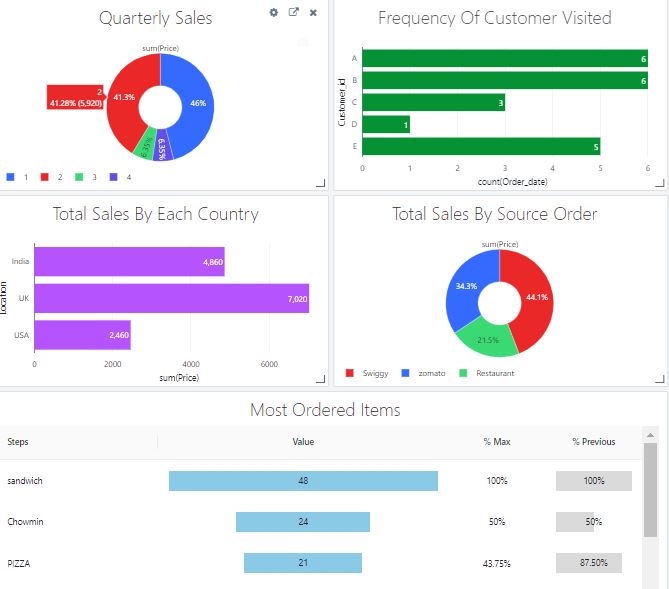 Quarterly Sales
sum(Price)
2
41.28% (5,920)
41.3%
46%
6.35%
6.35%
1 2 3 4
Frequency Of Customer Visited
Customer_id
A 6
B 6
C 3
D 1
E 5
0 1 2 3 4 5 6
count(Order_date)
Total Sales By Each Country
Location
India 4,860
UK 7,020
USA 2,460
0 2000 4000 6000
sum(Price)
Total Sales By Source Order
sum(Price)
34.3%
44.1%
21.5%
Swiggy zomato Restaurant
Most Ordered Items
Steps Value % Max % Previous
sandwich 48 100% 100%
Chowmin 24 50% 50%
PIZZA 21 43.75% 87.50%